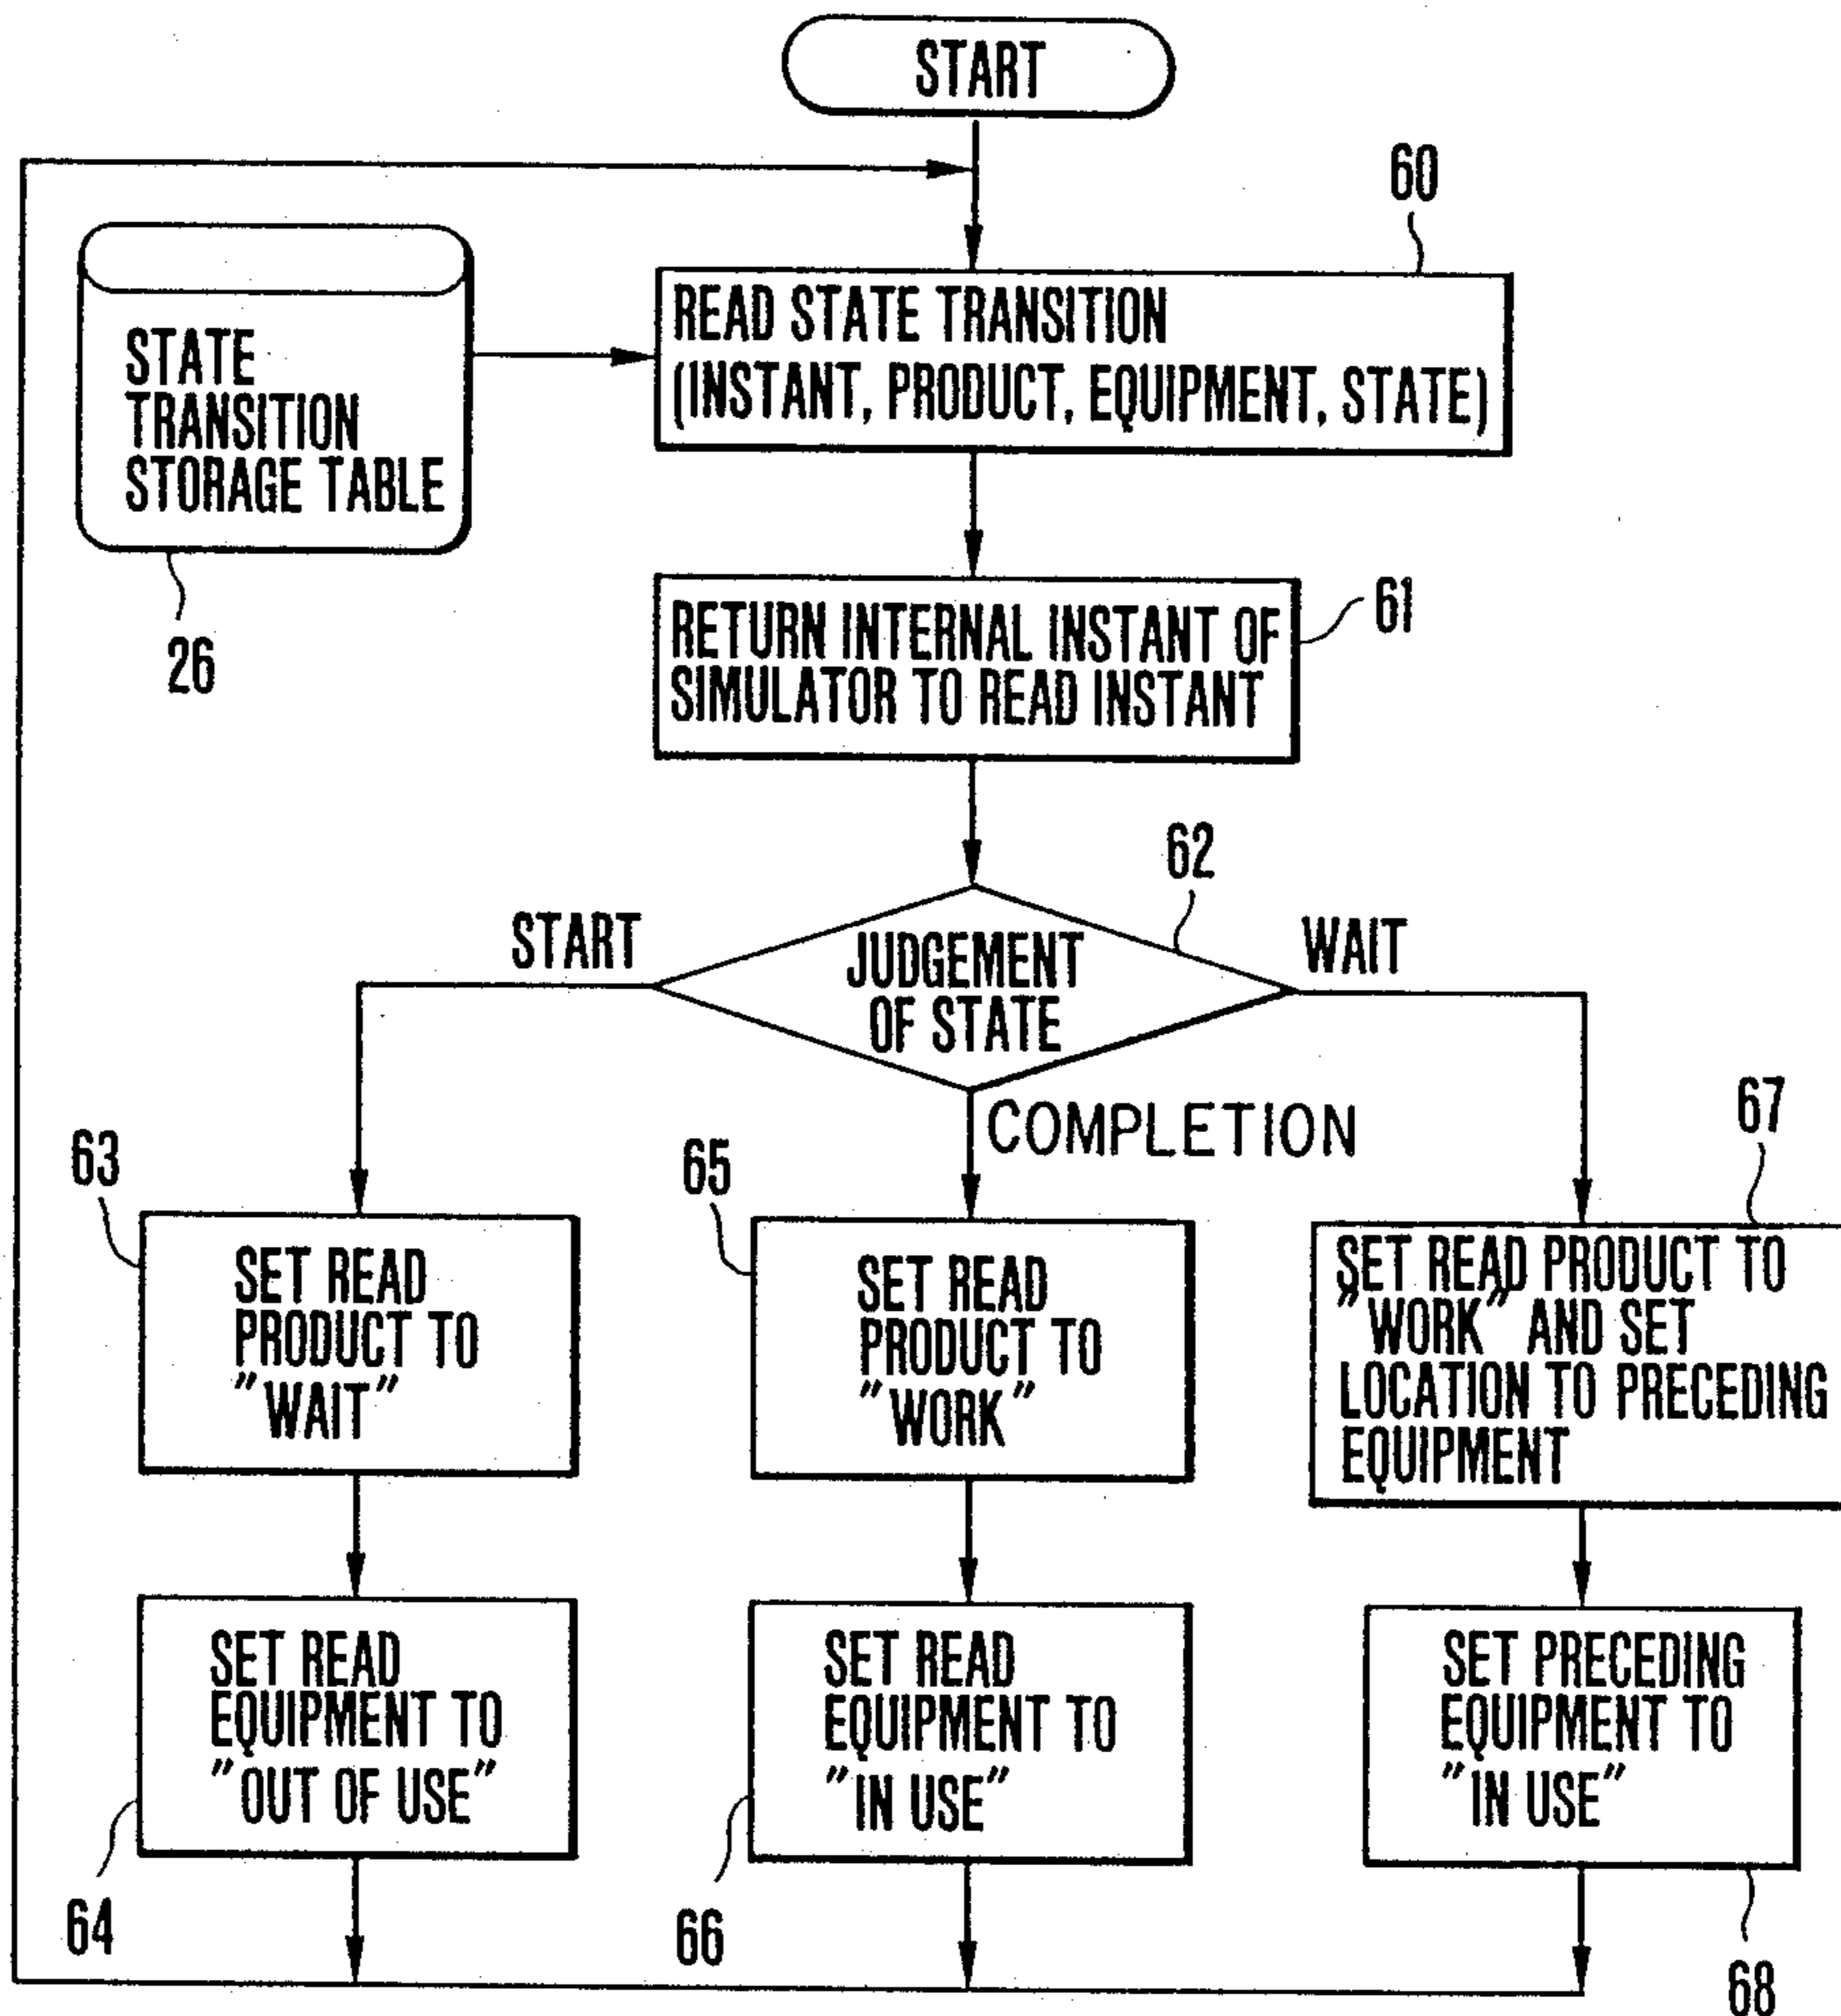 START
60
STATE
TRANSITION
STORAGE TABLE
26
READ STATE TRANSITION
(INSTANT, PRODUCT, EQUIPMENT, STATE)
RETURN INTERNAL INSTANT OF
SIMULATOR TO READ INSTANT
61
62
JUDGEMENT
OF STATE
START
WAIT
COMPLETION
63
SET READ
PRODUCT TO
"WAIT"
65
SET READ
PRODUCT TO
"WORK"
67
SET READ PRODUCT TO
"WORK" AND SET
LOCATION TO PRECEDING
EQUIPMENT
SET READ
EQUIPMENT TO
"OUT OF USE"
64
SET READ
EQUIPMENT TO
"IN USE"
66
SET PRECEDING
EQUIPMENT TO
"IN USE"
68